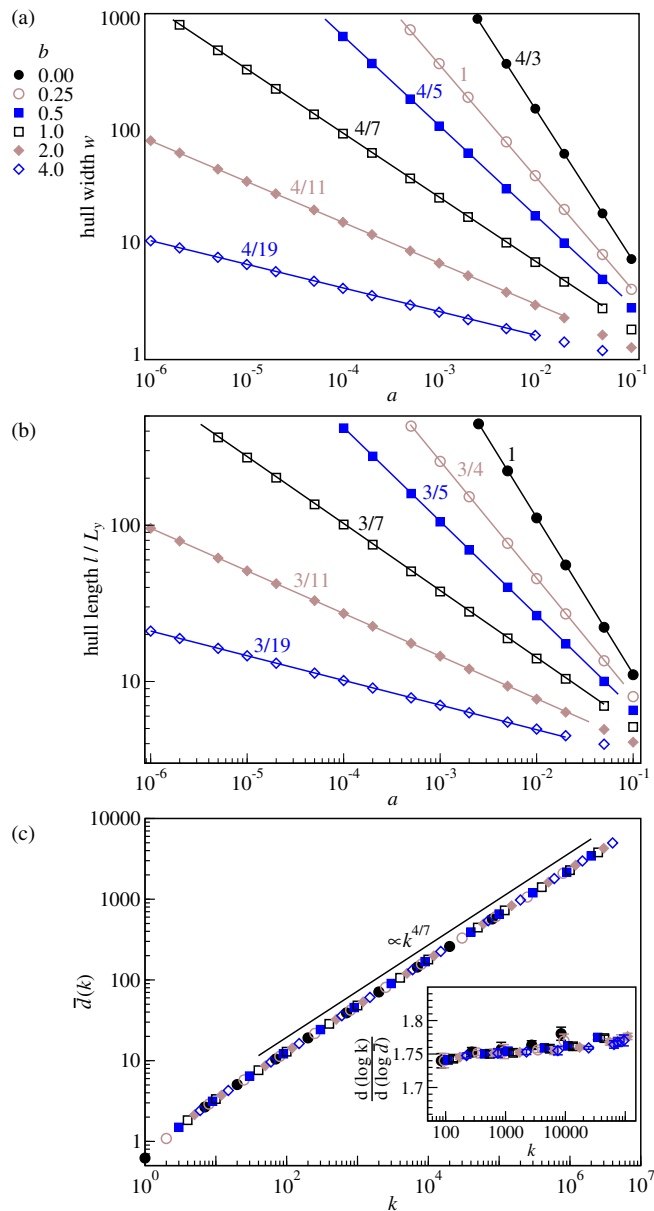 (a)
b
0.00
0.25
0.5
1.0
2.0
4.0
hull width w
1000
100
10
1
4/3
1
4/5
4/7
4/11
4/19
10^-6 10^-5 10^-4 10^-3 10^-2 10^-1
a
(b)
hull length l / L_y
100
10
1
3/4
3/5
3/7
3/11
3/19
10^-6 10^-5 10^-4 10^-3 10^-2 10^-1
a
(c)
d̄(k)
10000
1000
100
10
1
∝k^4/7
d (log k)
d (log d̄)
1.8
1.75
1.7
100 1000 10000
k
10^0 10^2 10^4 10^6 10^7
k